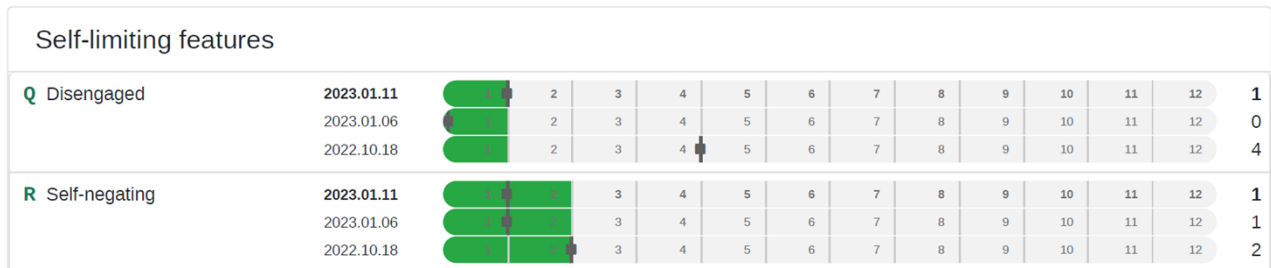 Self-limiting features
Q Disengaged 2023.01.11 1 2 3 4 5 6 7 8 9 10 11 12 1
2023.01.06 1 2 3 4 5 6 7 8 9 10 11 12 0
2022.10.18 1 2 3 4 5 6 7 8 9 10 11 12 4
R Self-negating 2023.01.11 3 4 5 6 7 8 9 10 11 12 1
2023.01.06 3 4 5 6 7 8 9 10 11 12 1
2022.10.18 1 3 4 5 6 7 8 9 10 11 12 2